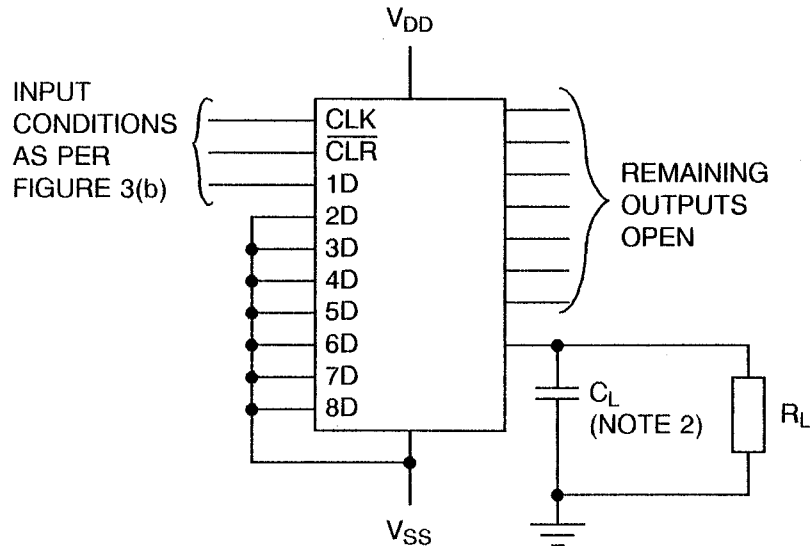 VDD
INPUT
CONDITIONS
AS PER
FIGURE 3(b)
CLK
CLR
1D
2D
3D
4D
5D
6D
7D
8D
REMAINING
OUTPUTS
OPEN
CL
(NOTE 2)
RL
VSS